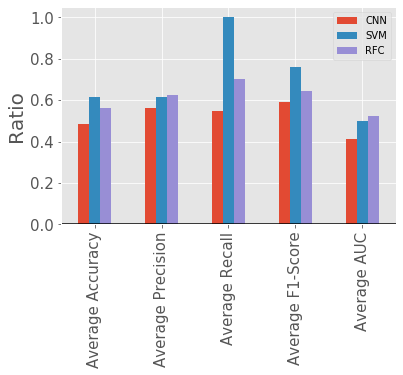 1.0
0.8
0.6
0.4
0.2
0.0
Ratio
CNN
SVM
RFC
Average Accuracy
Average Precision
Average Recall
Average F1-Score
Average AUC